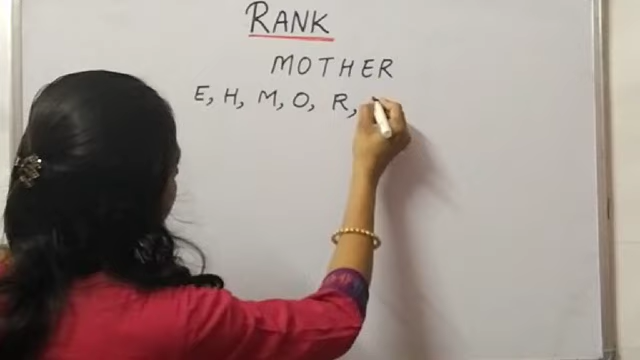 RANK
MOTHER
E, H, M, O, R,